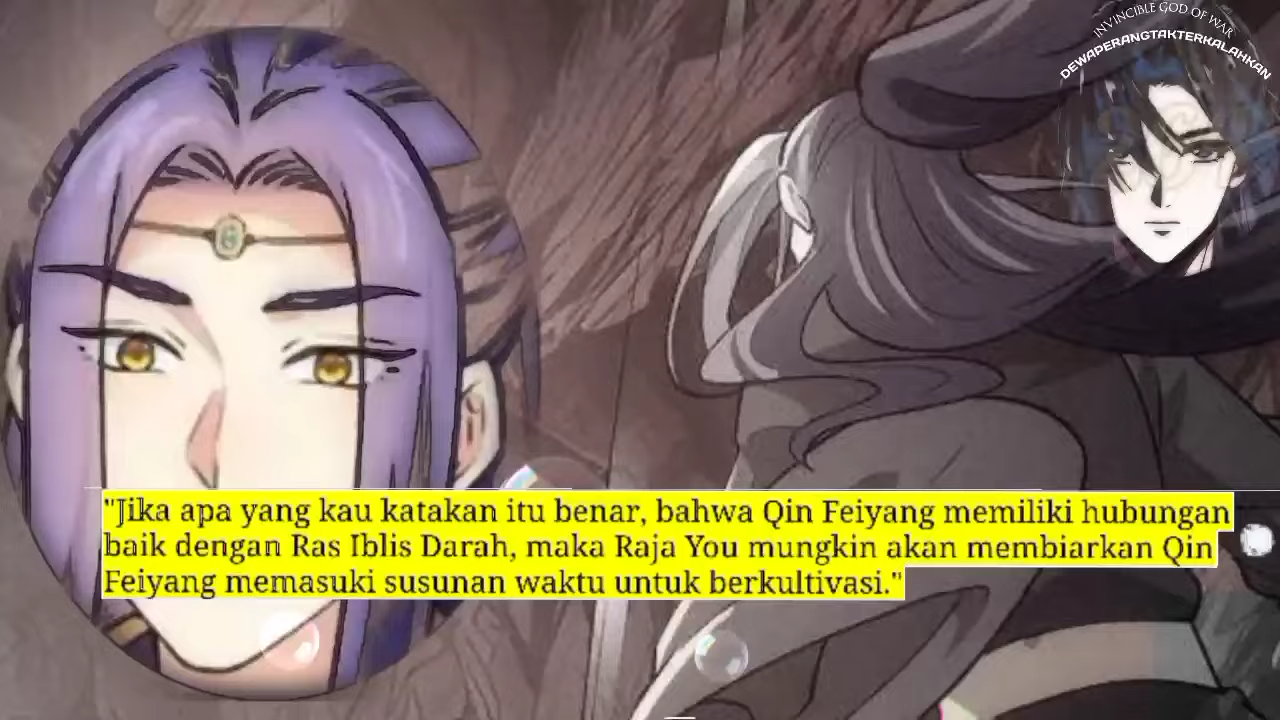 INVINCIBLE GOD OF WAR
DEWAPERANGTAKTERKALAHKAN
"Jika apa yang kau katakan itu benar, bahwa Qin Feiyang memiliki hubungan
baik dengan Ras Iblis Darah, maka Raja You mungkin akan membiarkan Qin
Feiyang memasuki susunan waktu untuk berkultivasi."